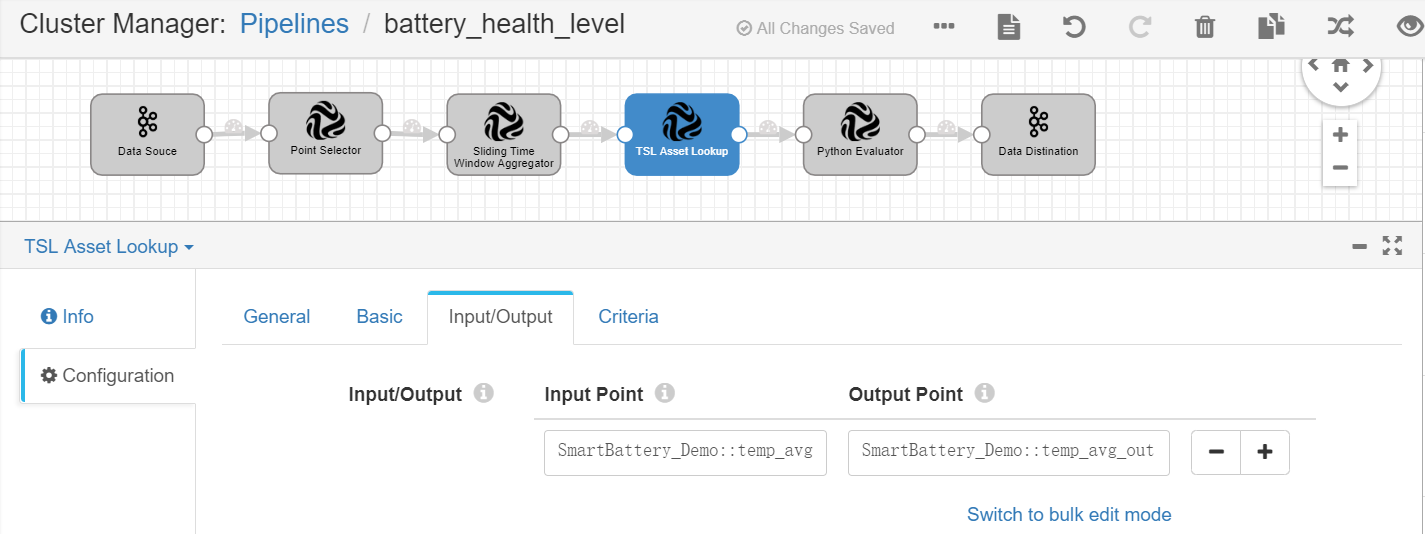 Cluster Manager: Pipelines / battery_health_level
All Changes Saved
Data Souce
Point Selector
Sliding Time
Window Aggregator
TSL Asset Lookup
Python Evaluator
Data Distination
TSL Asset Lookup
Info
Configuration
General Basic Input/Output Criteria
Input/Output Input Point Output Point
SmartBattery_Demo::temp_avg SmartBattery_Demo::temp_avg_out
Switch to bulk edit mode